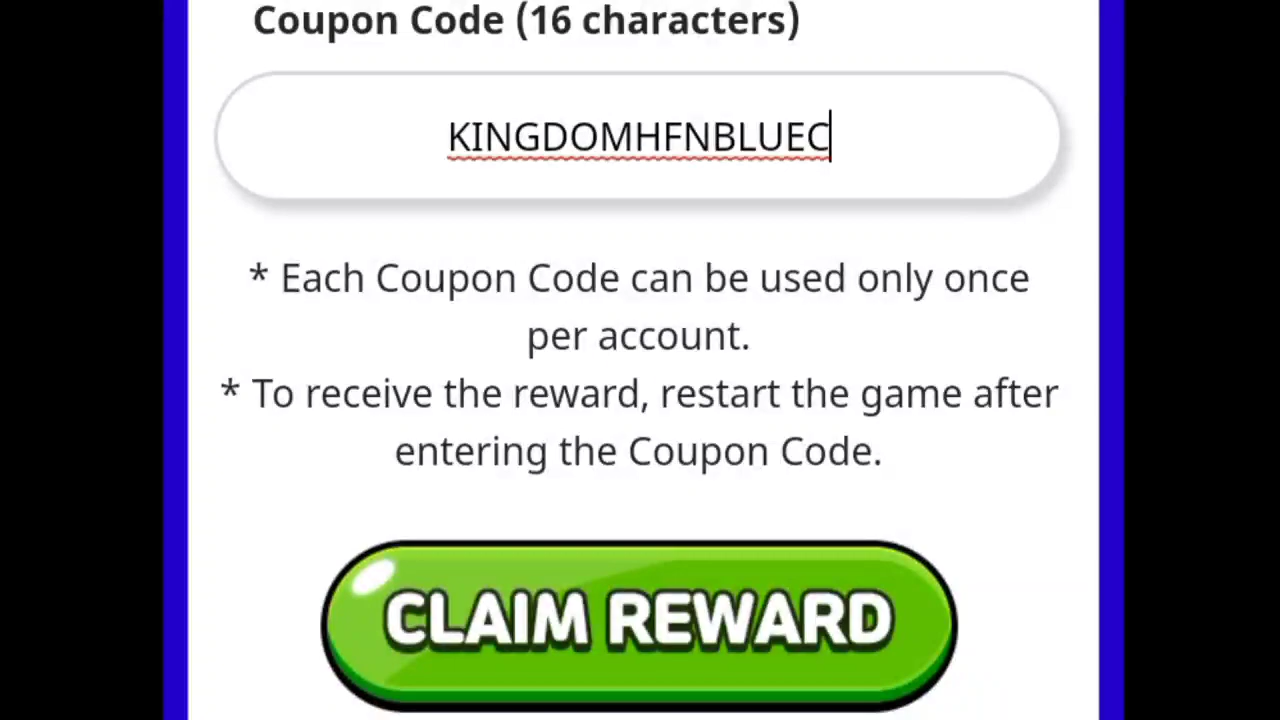 Coupon Code (16 characters)
KINGDOMHFNBLUEC
* Each Coupon Code can be used only once
per account.
* To receive the reward, restart the game after
entering the Coupon Code.
CLAIM REWARD